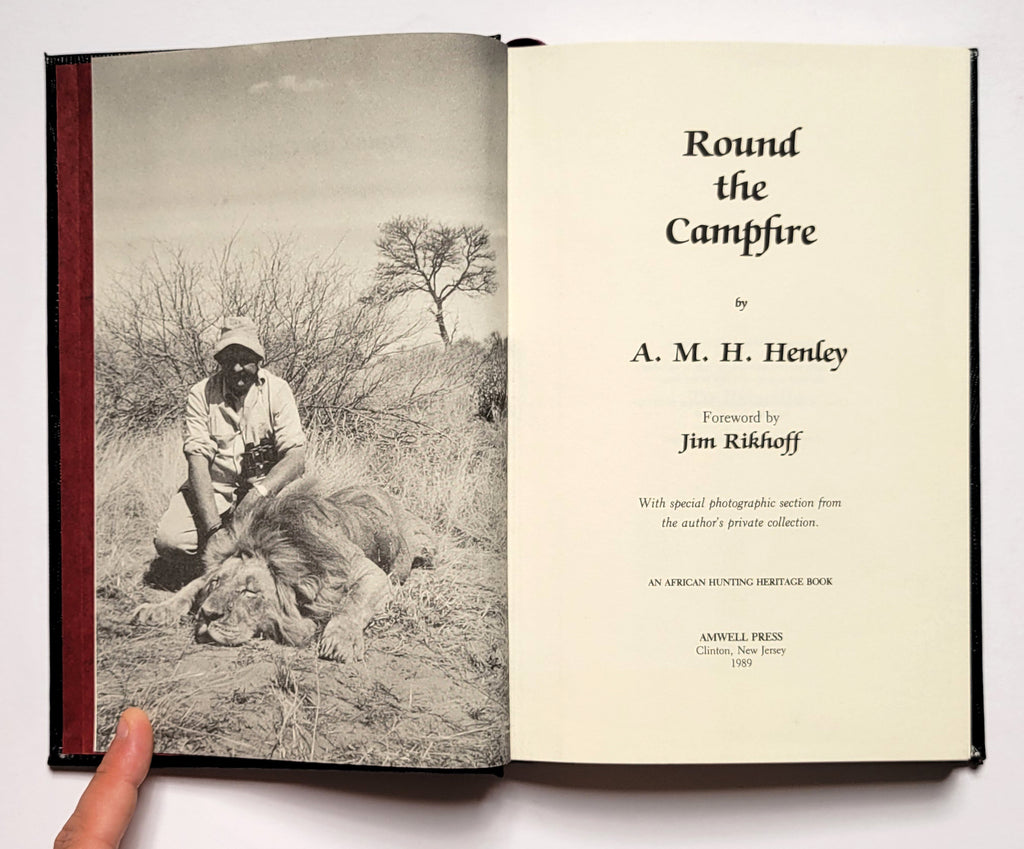 Round
the
Campfire
by
A. M. H. Henley
Foreword by
Jim Rikhoff
With special photographic section from
the author's private collection.
AN AFRICAN HUNTING HERITAGE BOOK
AMWELL PRESS
Clinton, New Jersey
1989